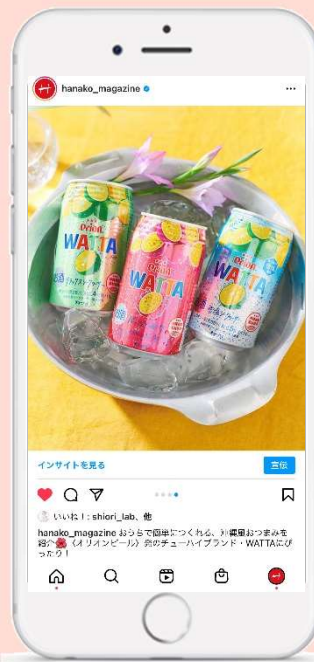 hanako_magazine
Orion
WATTA
Orion
WATTA
Orion
WATTA
インサイトを見る
宣伝
いいね！: shiori_lab、他
hanako_magazine おうちで簡単につくれる、沖縄風おつまみを
紹介🌺〈オリオンビール〉発のチューハイブランド・WATTAにぴ
ったり！